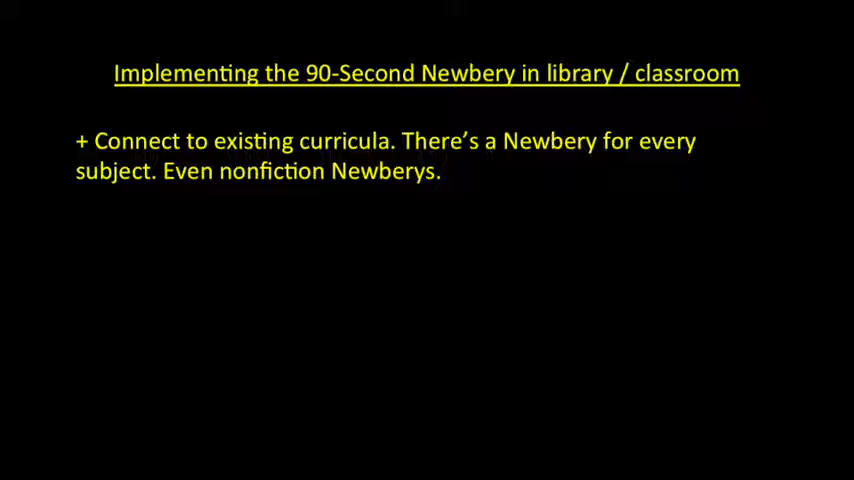 Implementing the 90-Second Newbery in library / classroom
+ Connect to existing curricula. There’s a Newbery for every
subject. Even nonfiction Newberys.